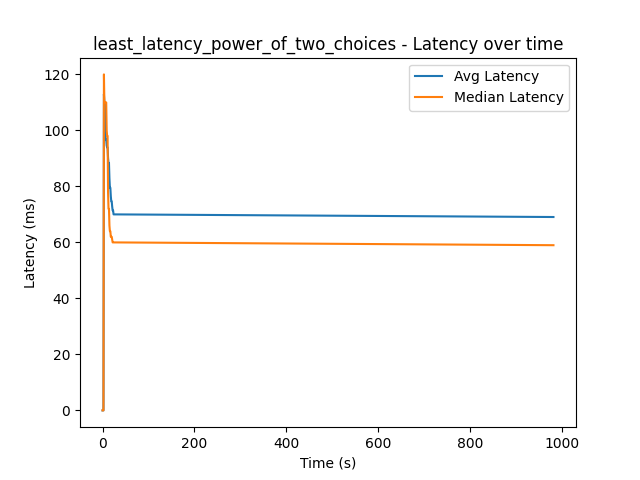 least_latency_power_of_two_choices - Latency over time
Avg Latency
Median Latency
Latency (ms)
120
100
80
60
40
20
0
0 200 400 600 800 1000
Time (s)